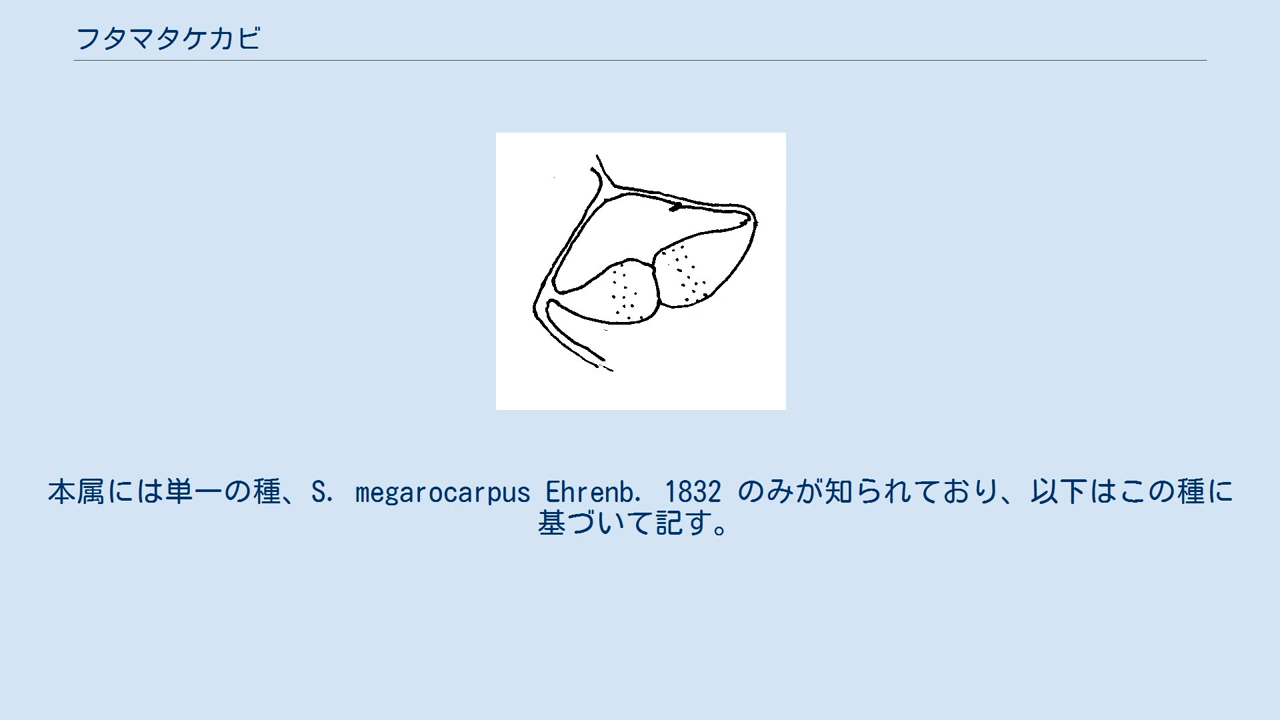 フタマタケカビ
本属には単一の種、S. megarocarpus Ehrenb. 1832 のみが知られており、以下はこの種に
基づいて記す。